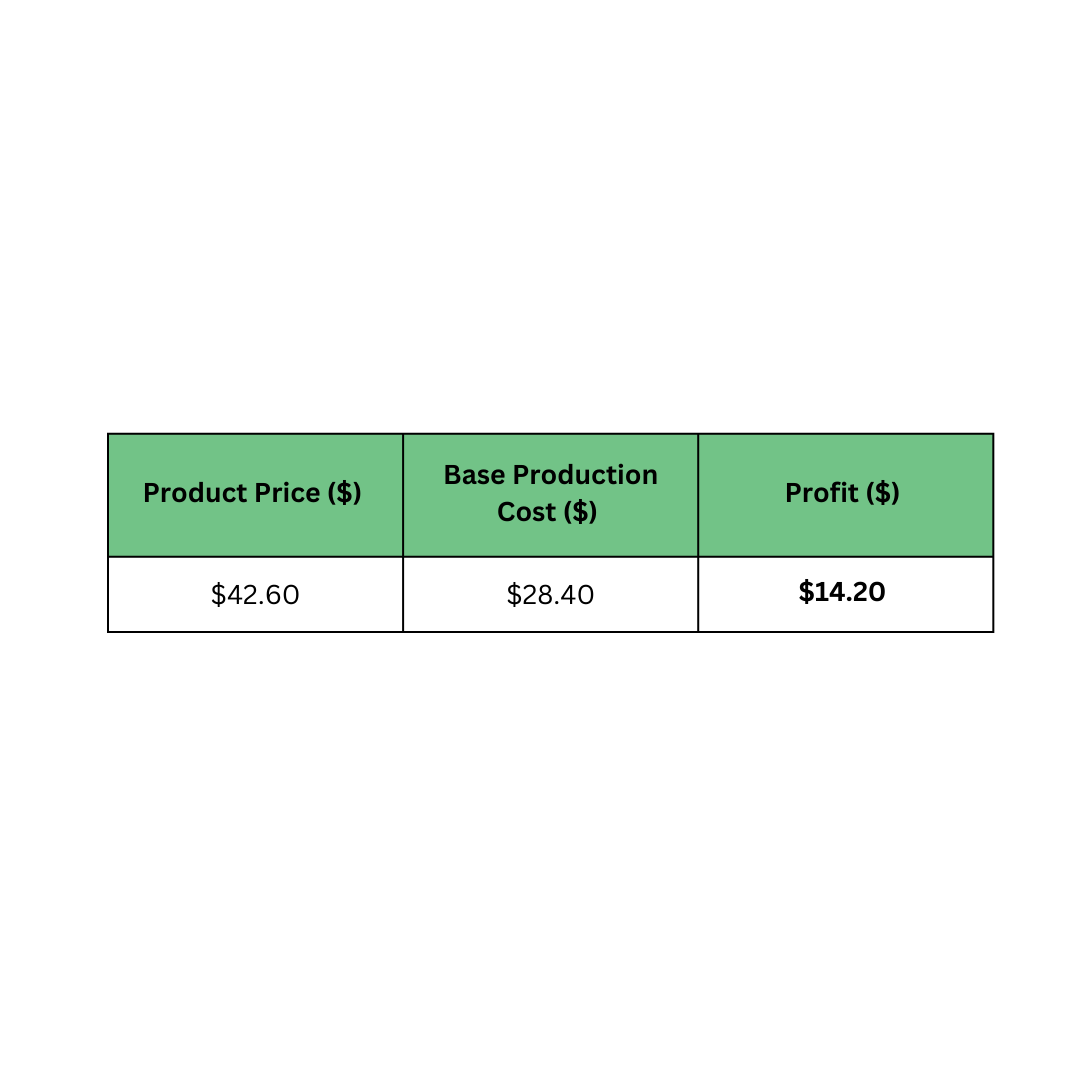 Product Price ($)
Base Production
Cost ($)
Profit ($)
$42.60
$28.40
$14.20